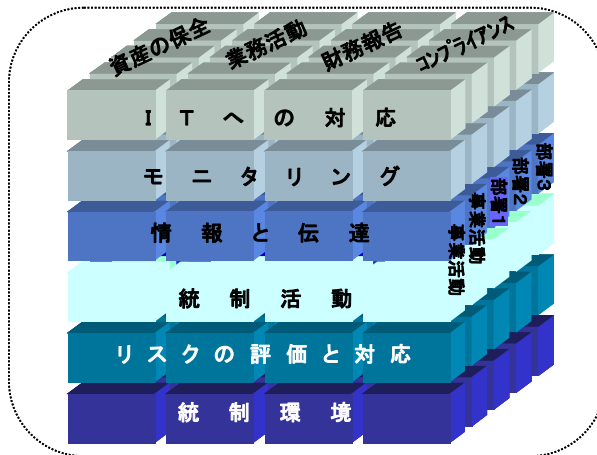 資産の保全
業務活動
財務報告
コンプライアンス
ITへの対応
モニタリング
情報と伝達
統制活動
リスクの評価と対応
統制環境
事業活動
事業活動
部署1
部署2
部署3